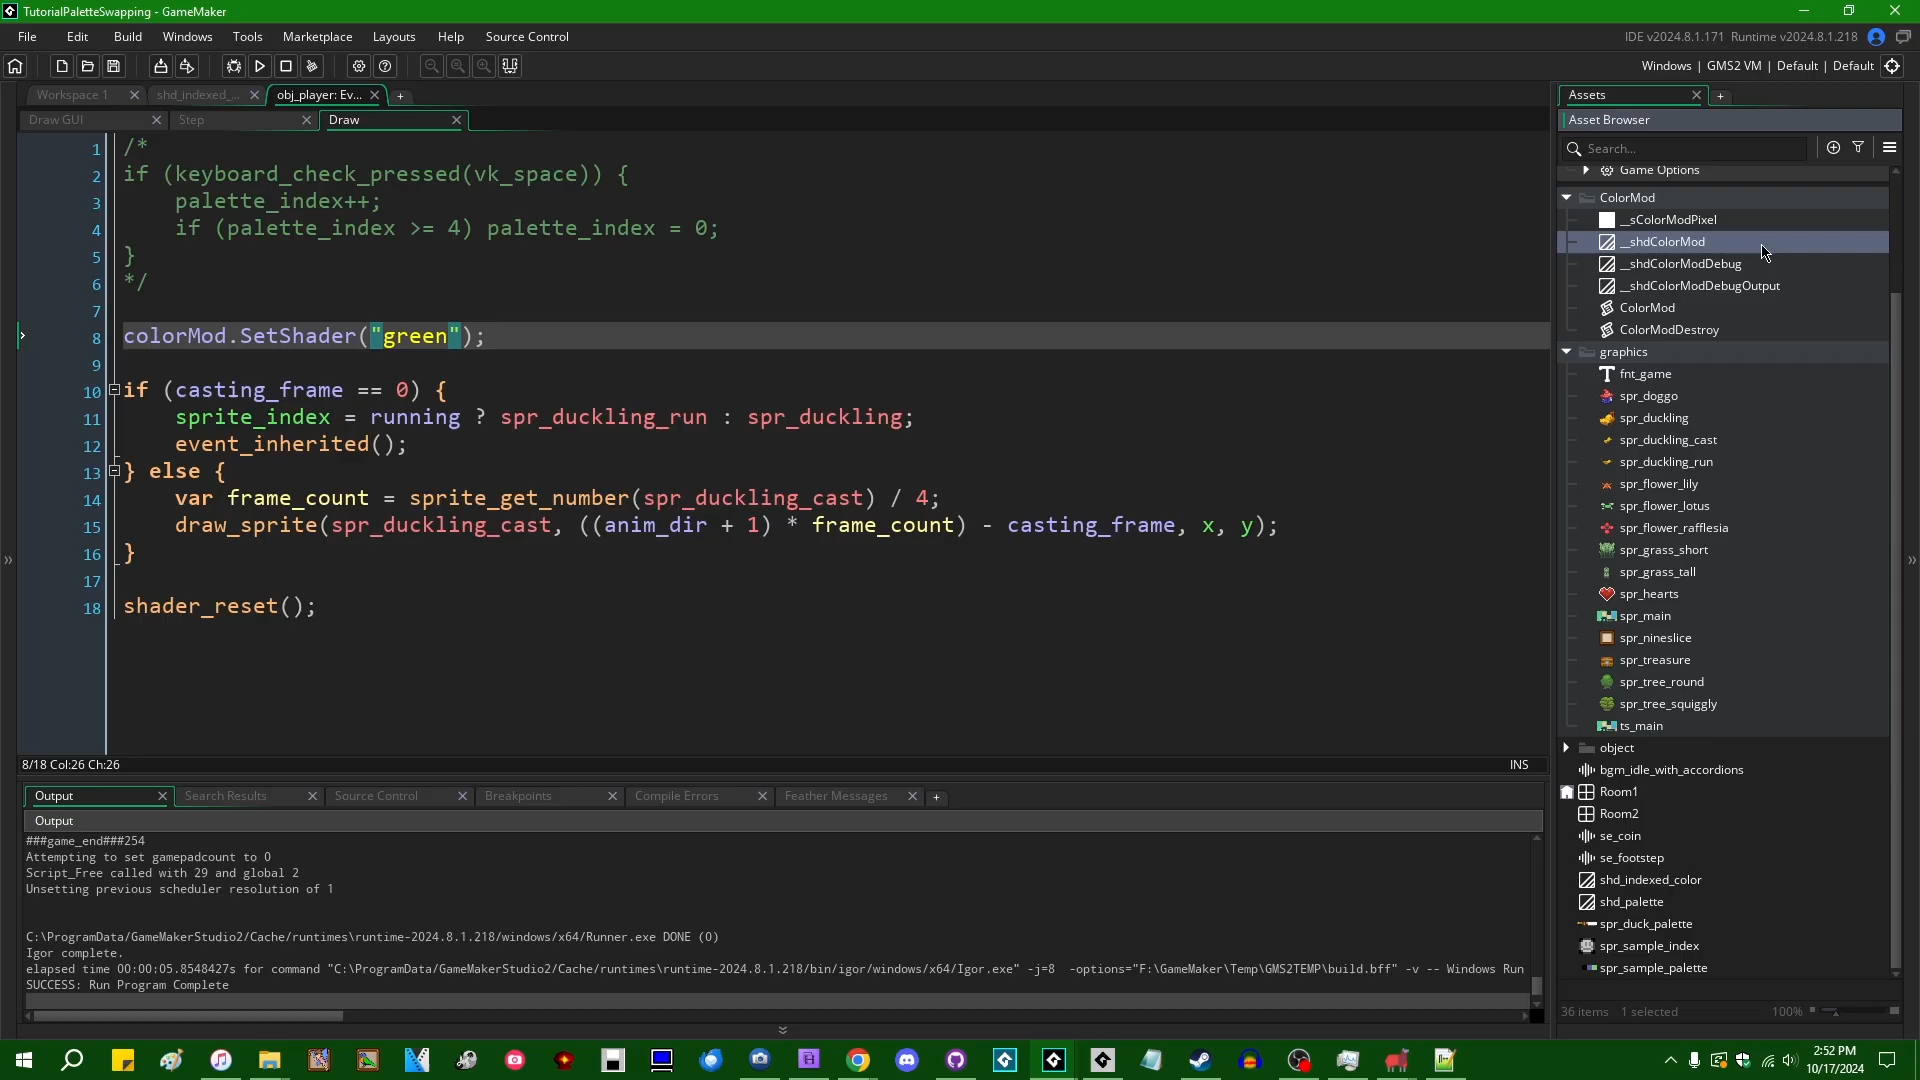 TutorialPaletteSwapping - GameMaker
File Edit Build Windows Tools Marketplace Layouts Help Source Control
IDE v2024.8.1.171 Runtime v2024.8.1.218
Windows | GMS2 VM | Default | Default
Workspace 1 shd_indexed_... obj_player: Ev...
Draw GUI Step Draw
1 /*
2 if (keyboard_check_pressed(vk_space)) {
3 palette_index++;
4 if (palette_index >= 4) palette_index = 0;
5 }
6 */
7
8 colorMod.SetShader("green");
9
10 if (casting_frame == 0) {
11 sprite_index = running ? spr_duckling_run : spr_duckling;
12 event_inherited();
13 } else {
14 var frame_count = sprite_get_number(spr_duckling_cast) / 4;
15 draw_sprite(spr_duckling_cast, ((anim_dir + 1) * frame_count) - casting_frame, x, y);
16 }
17
18 shader_reset();
8/18 Col:26 Ch:26 INS
Output Search Results Source Control Breakpoints Compile Errors Feather Messages
Output
###game_end###254
Attempting to set gamepadcount to 0
Script_Free called with 29 and global 2
Unsetting previous scheduler resolution of 1
C:\ProgramData/GameMakerStudio2/Cache/runtimes\runtime-2024.8.1.218/windows/x64/Runner.exe DONE (0)
Igor complete.
elapsed time 00:00:05.8548427s for command "C:\ProgramData/GameMakerStudio2/Cache/runtimes\runtime-2024.8.1.218/bin/igor/windows/x64/Igor.exe" -j=8 -options="F:\GameMaker\Temp\GMS2TEMP\build.bff" -v -- Windows Run
SUCCESS: Run Program Complete
Assets
Asset Browser
Search...
Game Options
ColorMod
__sColorModPixel
__shdColorMod
__shdColorModDebug
__shdColorModDebugOutput
ColorMod
ColorModDestroy
graphics
fnt_game
spr_doggo
spr_duckling
spr_duckling_cast
spr_duckling_run
spr_flower_lily
spr_flower_lotus
spr_flower_rafflesia
spr_grass_short
spr_grass_tall
spr_hearts
spr_main
spr_nineslice
spr_treasure
spr_tree_round
spr_tree_squiggly
ts_main
object
bgm_idle_with_accordions
Room1
Room2
se_coin
se_footstep
shd_indexed_color
shd_palette
spr_duck_palette
spr_sample_index
spr_sample_palette
36 items 1 selected 100%
2:52 PM
10/17/2024